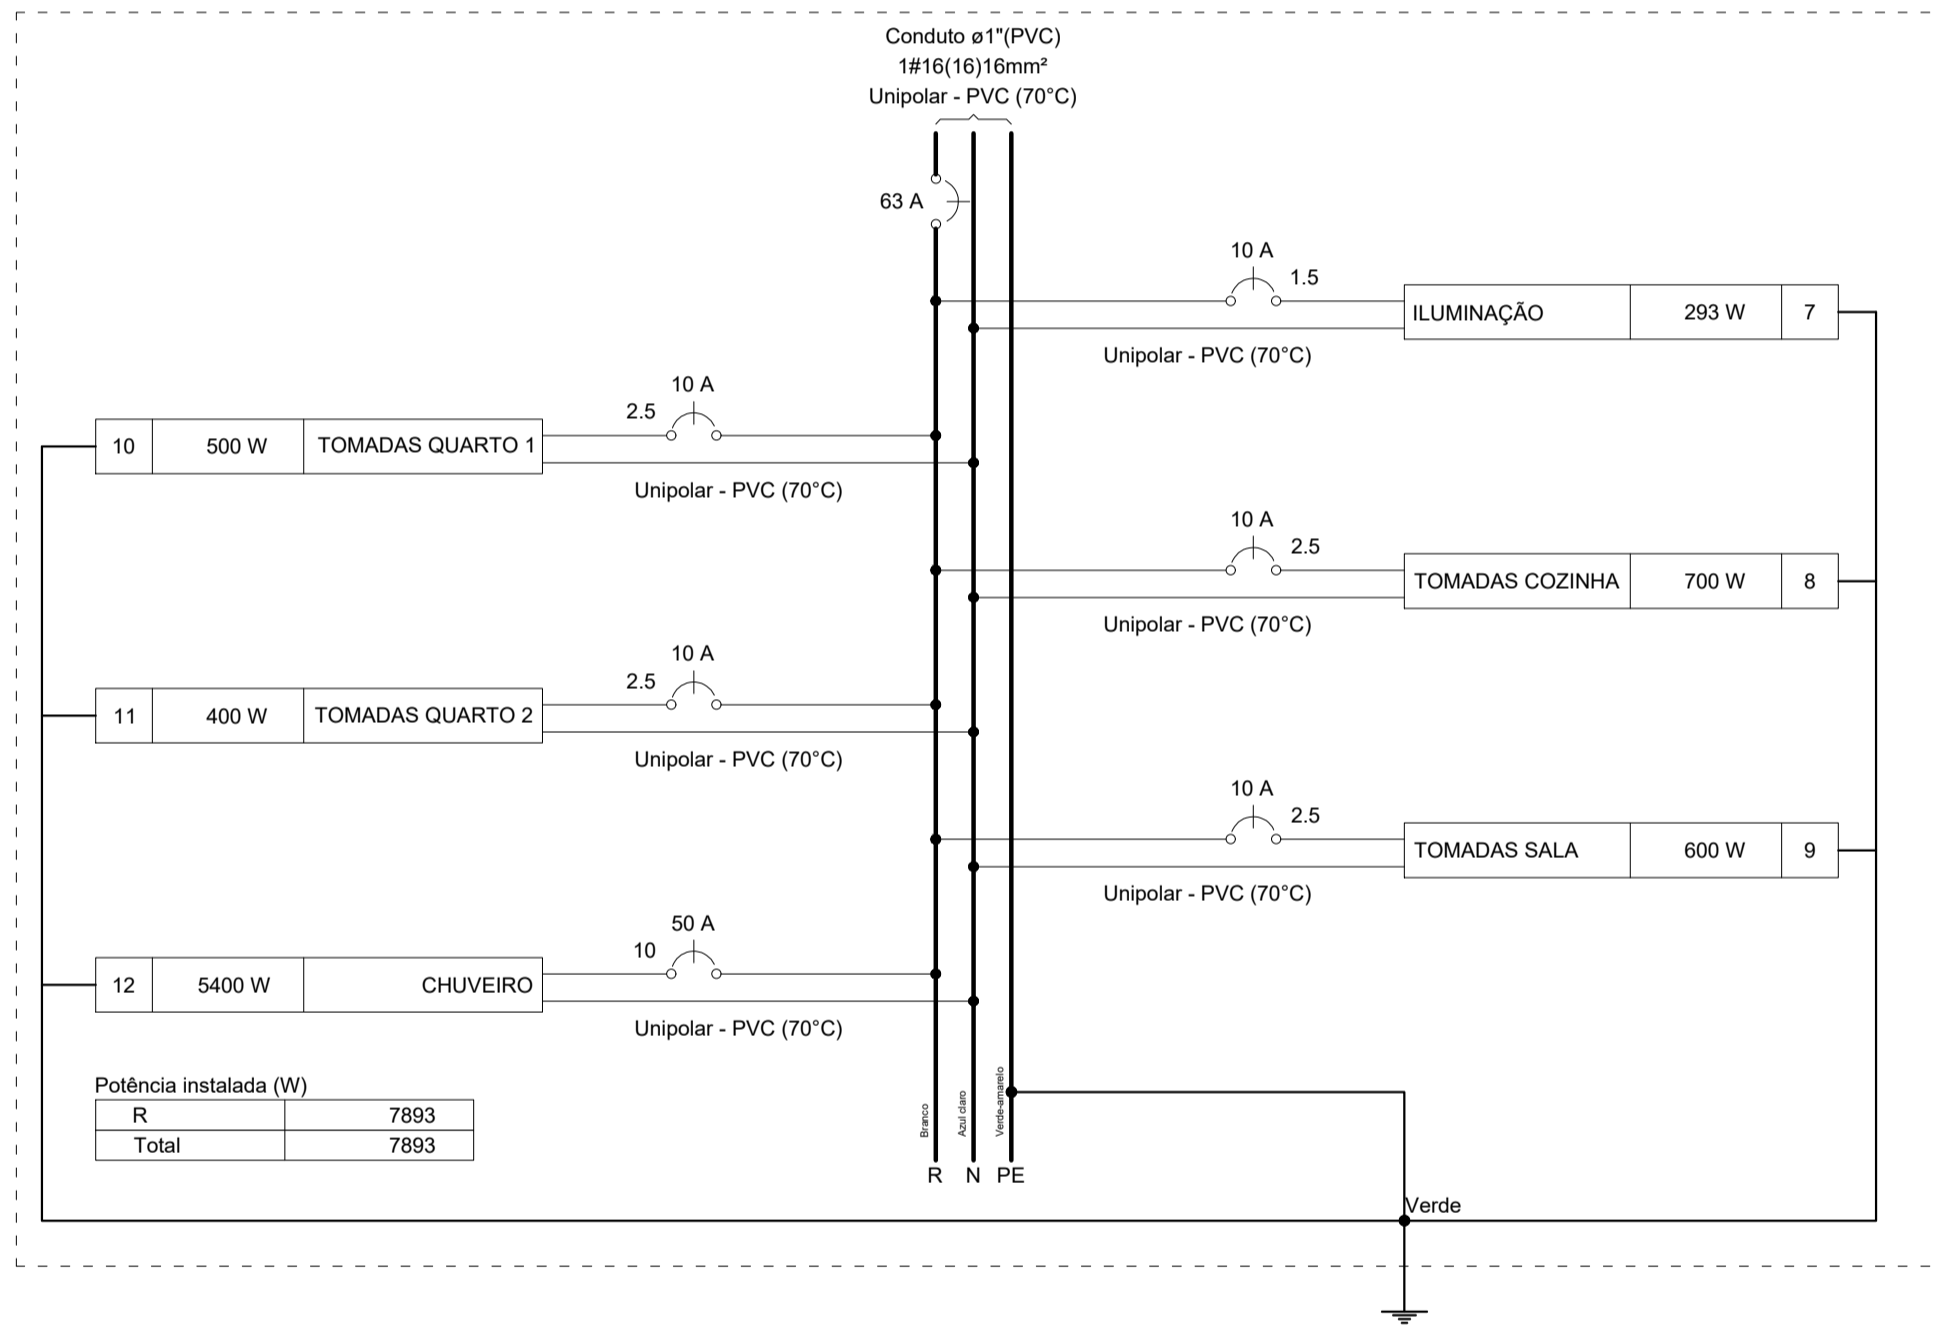 Conduto ø1"(PVC)
1#16(16)16mm²
Unipolar - PVC (70°C)
63 A
10 A
1.5
ILUMINAÇÃO 293 W 7
Unipolar - PVC (70°C)
10 A
2.5
10 500 W TOMADAS QUARTO 1
Unipolar - PVC (70°C)
10 A
2.5
TOMADAS COZINHA 700 W 8
Unipolar - PVC (70°C)
10 A
2.5
11 400 W TOMADAS QUARTO 2
Unipolar - PVC (70°C)
10 A
2.5
TOMADAS SALA 600 W 9
Unipolar - PVC (70°C)
50 A
10
12 5400 W CHUVEIRO
Unipolar - PVC (70°C)
Potência instalada (W)
R 7893
Total 7893
Branco
Azul claro
Verde-amarelo
R N PE
Verde